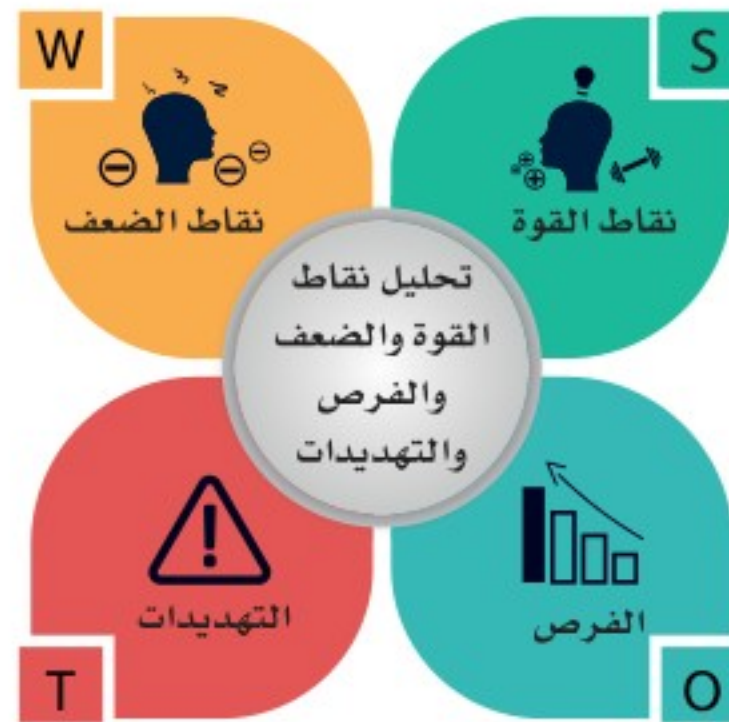 S
نقاط القوة
W
نقاط الضعف
تحليل نقاط
القوة والضعف
والفرص
والتهديدات
الفرص
O
التهديدات
T